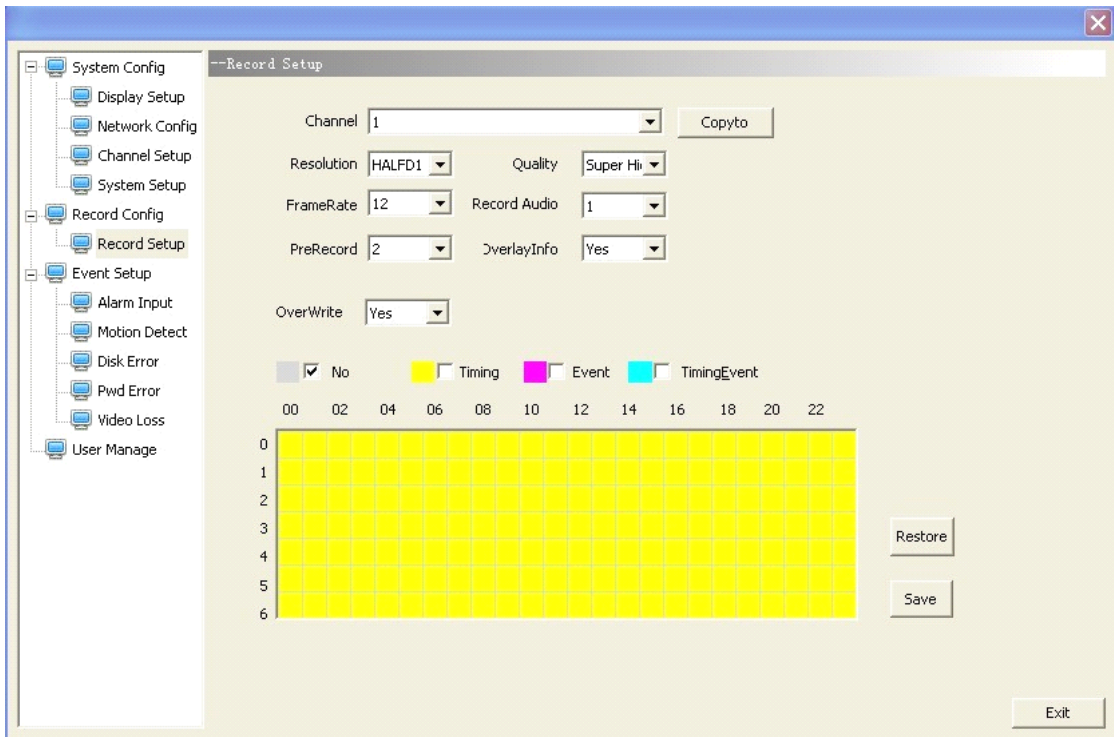 System Config
Display Setup
Network Config
Channel Setup
System Setup
Record Config
Record Setup
Event Setup
Alarm Input
Motion Detect
Disk Error
Pwd Error
Video Loss
User Manage
--Record Setup
Channel 1 Copyto
Resolution HALFD1 Quality Super Hi
FrameRate 12 Record Audio 1
PreRecord 2 OverlayInfo Yes
OverWrite Yes
No Timing Event TimingEvent
00 02 04 06 08 10 12 14 16 18 20 22
0
1
2
3
4
5
6
Restore
Save
Exit